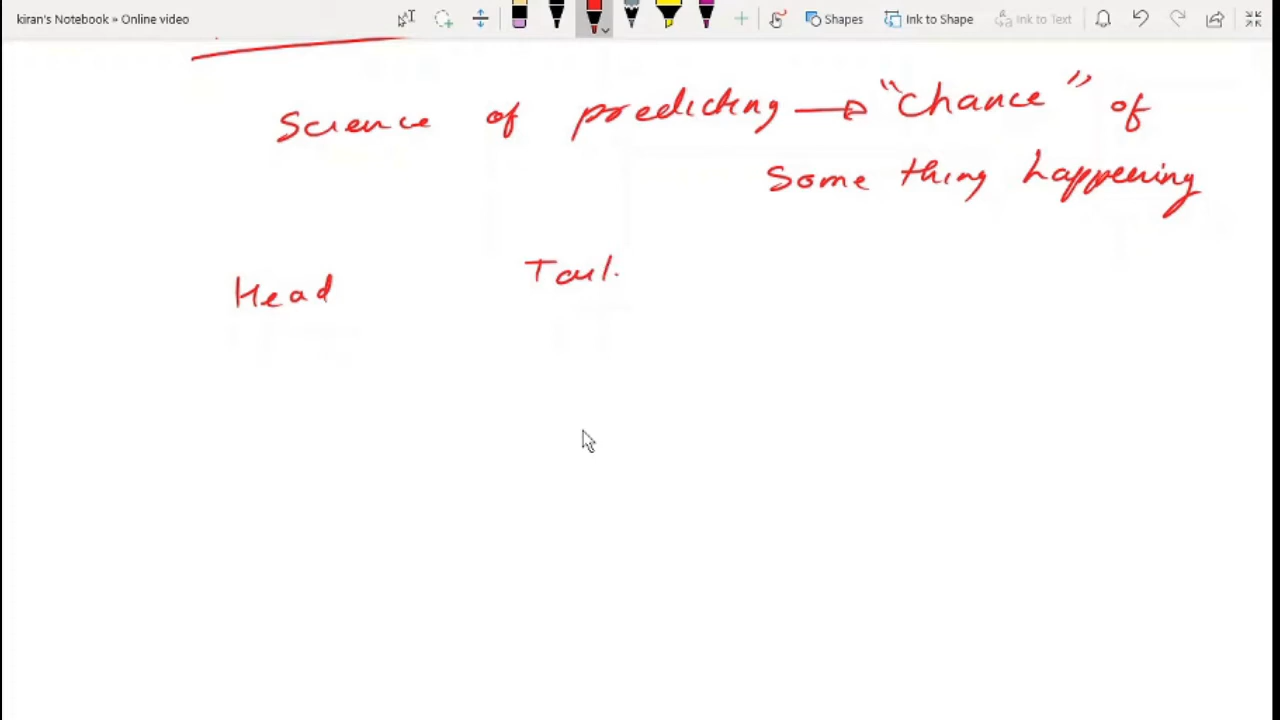 kiran's Notebook » Online video
Shapes
Ink to Shape
Ink to Text
Science of predicting → "chance" of
Some thing happening
Head Tail.